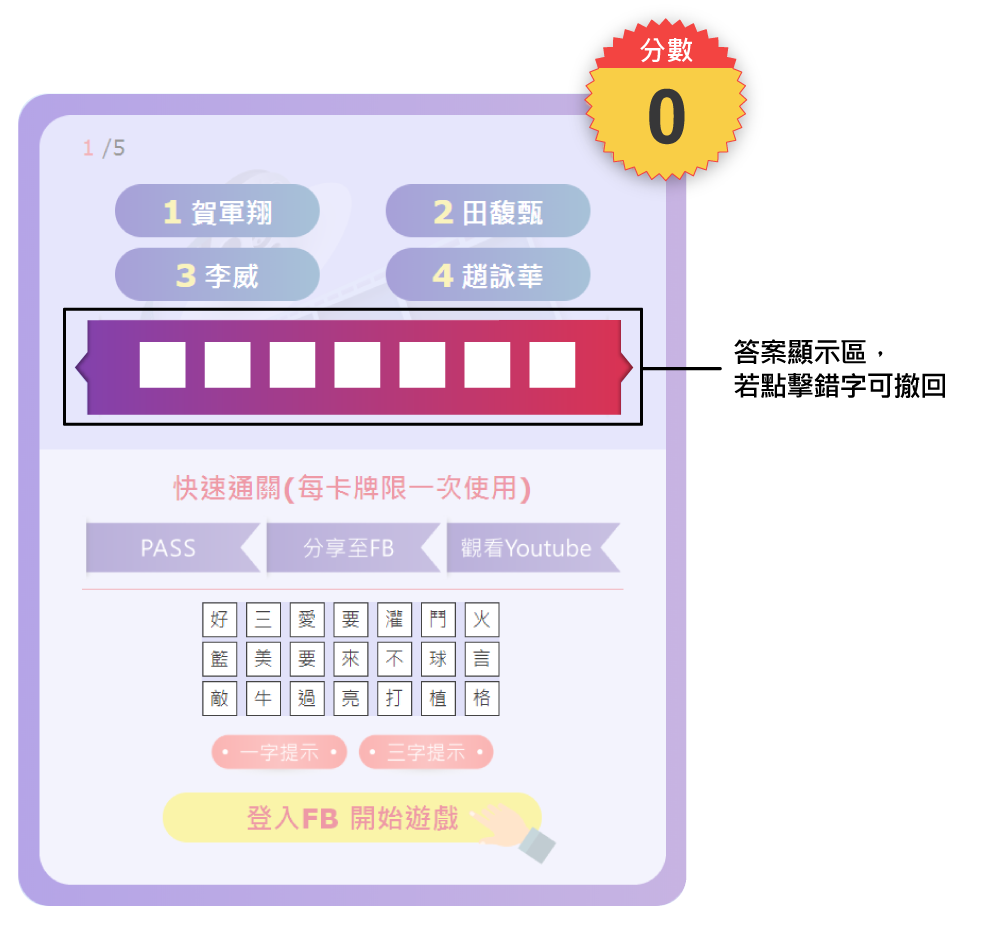 分數
0
1 /5
1 賀軍翔
2 田馥甄
3 李威
4 趙詠華
答案顯示區，
若點擊錯字可撤回
快速通關(每卡牌限一次使用)
PASS
分享至FB
觀看Youtube
好 三 愛 要 灌 鬥 火
籃 美 要 來 不 球 言
敵 牛 過 亮 打 植 格
• 一字提示 •
• 三字提示 •
登入FB 開始遊戲